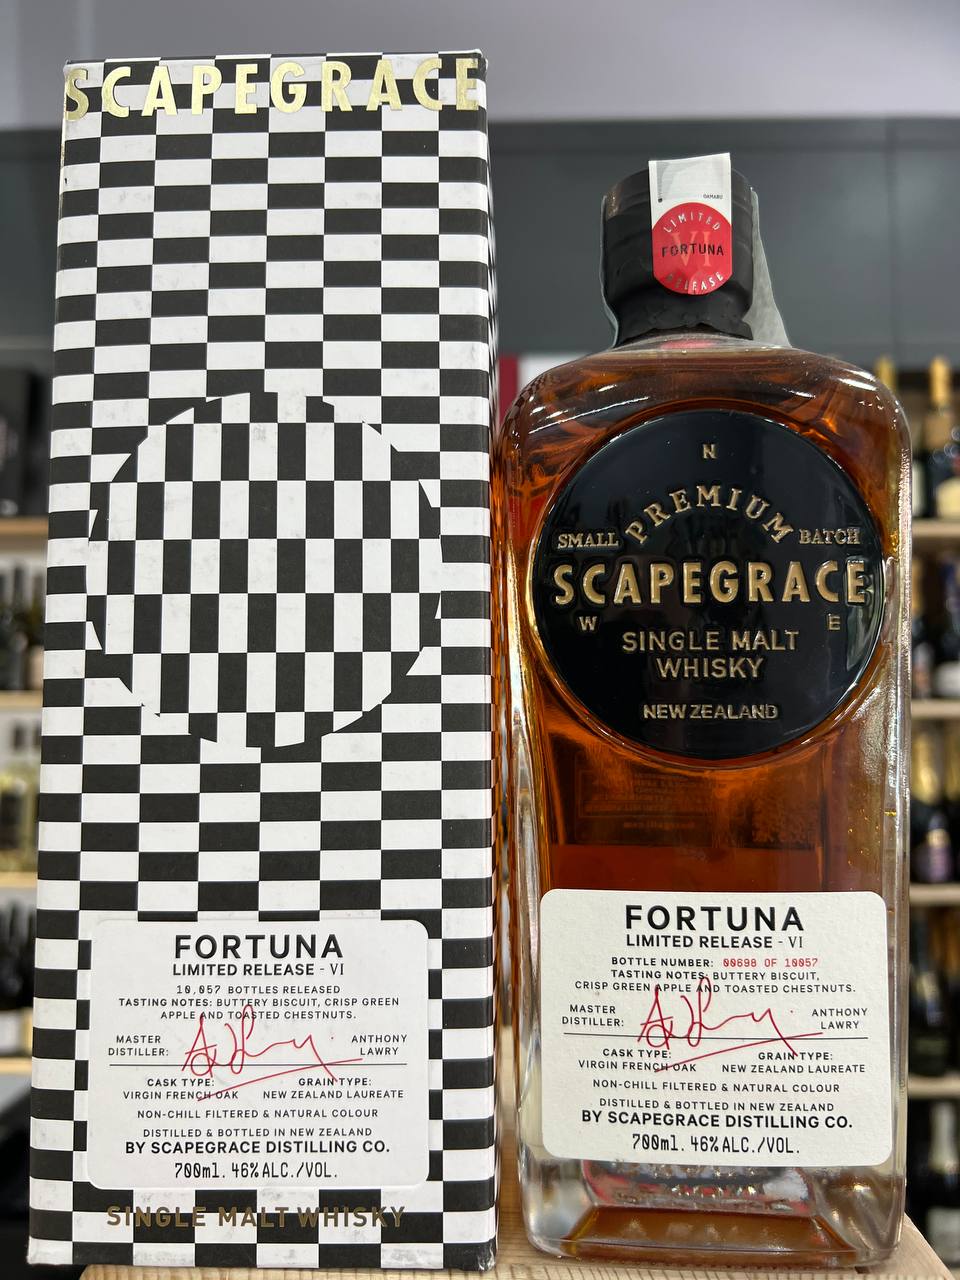 SCAPEGRACE
FORTUNA
LIMITED RELEASE - VI
10,057 BOTTLES RELEASED
TASTING NOTES: BUTTERY BISCUIT, CRISP GREEN
APPLE AND TOASTED CHESTNUTS.
MASTER
DISTILLER:
ANTHONY
LAWRY
CASK TYPE:
VIRGIN FRENCH OAK
GRAIN TYPE:
NEW ZEALAND LAUREATE
NON-CHILL FILTERED & NATURAL COLOUR
DISTILLED & BOTTLED IN NEW ZEALAND
BY SCAPEGRACE DISTILLING CO.
700ml. 46% ALC./VOL.
SINGLE MALT WHISKY
OAMARU
LIMITED
VI
FORTUNA
RELEASE
N
PREMIUM
SMALL BATCH
SCAPEGRACE
W E
SINGLE MALT
WHISKY
NEW ZEALAND
FORTUNA
LIMITED RELEASE - VI
BOTTLE NUMBER: 00698 OF 10057
TASTING NOTES: BUTTERY BISCUIT,
CRISP GREEN APPLE AND TOASTED CHESTNUTS.
MASTER
DISTILLER:
ANTHONY
LAWRY
CASK TYPE:
VIRGIN FRENCH OAK
GRAIN TYPE:
NEW ZEALAND LAUREATE
NON-CHILL FILTERED & NATURAL COLOUR
DISTILLED & BOTTLED IN NEW ZEALAND
BY SCAPEGRACE DISTILLING CO.
700ml. 46% ALC./VOL.